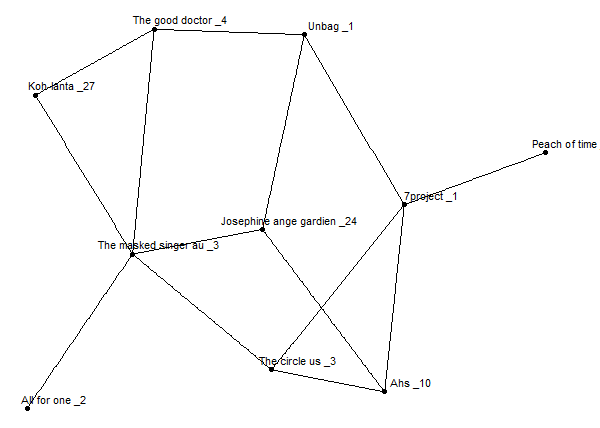 The good doctor _4
Unbag _1
Koh-lanta _27
Peach of time
7project _1
Josephine ange gardien _24
The masked singer au _3
The circle us _3
Ahs _10
All for one _2